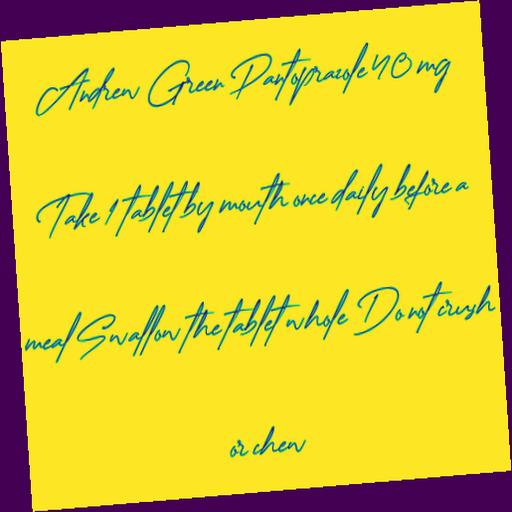 Andrew Green Pantoprazole 40 mg
Take 1 tablet by mouth once daily before a
meal Swallow the tablet whole Do not crush
or chew